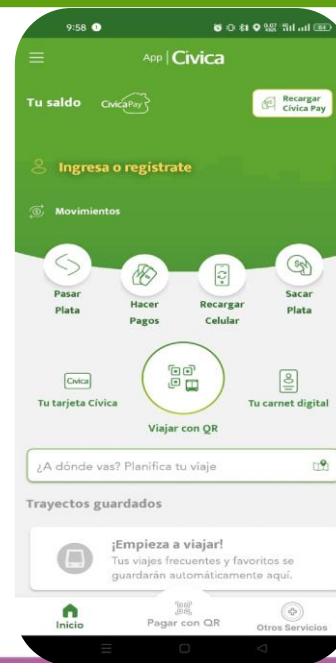 9:58
App | Cívica
Tu saldo CívicaPay
Recargar
Cívica Pay
Ingresa o regístrate
Movimientos
Pasar
Plata
Hacer
Pagos
Recargar
Celular
Sacar
Plata
Cívica
Tu tarjeta Cívica
Viajar con QR
Tu carnet digital
¿A dónde vas? Planifica tu viaje
Trayectos guardados
¡Empieza a viajar!
Tus viajes frecuentes y favoritos se
guardarán automáticamente aquí.
Inicio
Pagar con QR
Otros Servicios